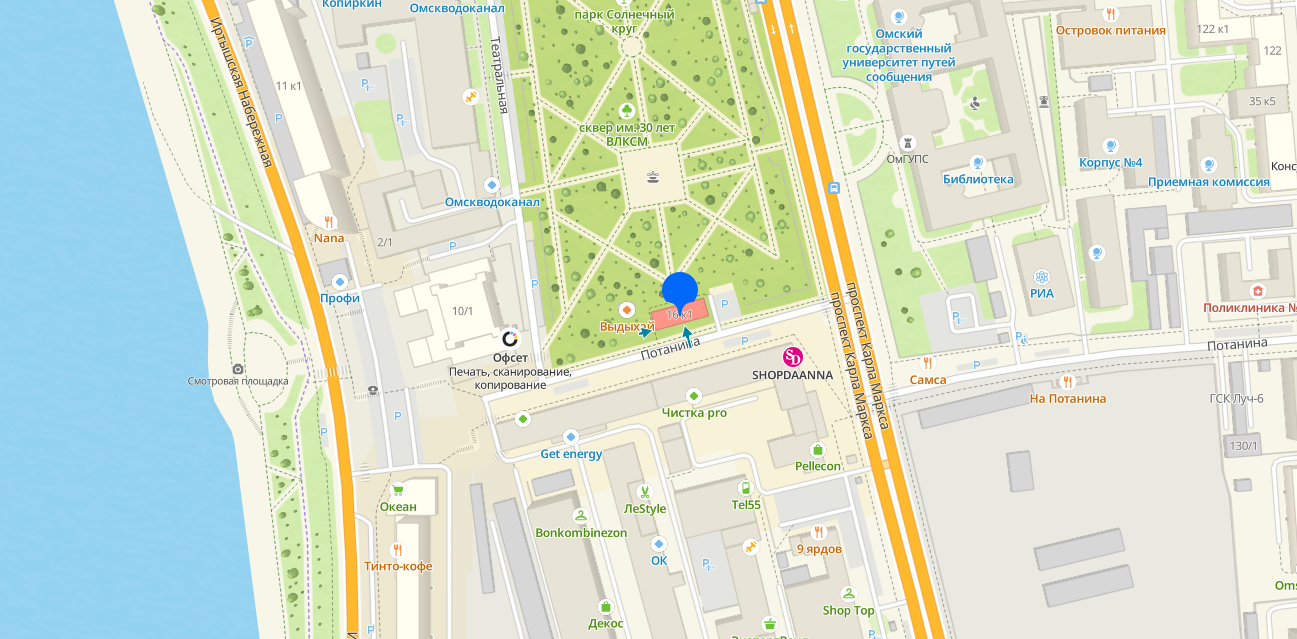 Копиркин
Омскводоканал
парк Солнечный
круг
Омский
государственный
университет путей
сообщения
Островок питания
122 к1
122
35 к5
Иртышская Набережная
11 к1
Театральная
сквер им. 30 лет
ВЛКСМ
ОмГУПС
Библиотека
Корпус №4
Приемная комиссия
Омскводоканал
Nana
2/1
Профи
10/1
Выдыхай
16 к1
РИА
Поликлиника №
Потанина
Потанина
проспект Карла Маркса
проспект Карла Маркса
Офсет
Печать, сканирование,
копирование
Смотровая площадка
SD
SHOPDAANNA
Самса
На Потанина
ГСК Луч-6
130/1
Чистка pro
Get energy
Pellecon
Океан
ЛеStyle
Tel55
Bonkombinezon
9 ярдов
ОК
Тинто-кофе
Декос
Shop Top